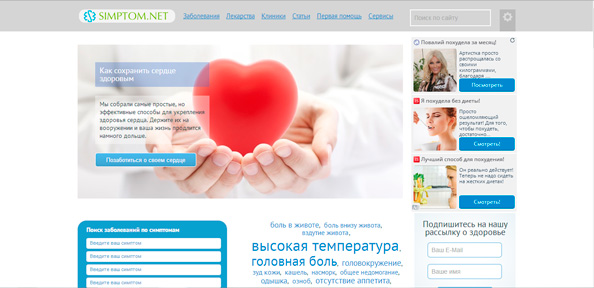 SIMPTOM.NET
Заболевания Лекарства Клиники Статьи Первая помощь Сервисы
Поиск по сайту
Как сохранить сердце
здоровым
Мы собрали самые простые, но
эффективные способы для укрепления
здоровья сердца. Держите их на
вооружении и ваша жизнь продлится
намного дольше.
Позаботиться о своем сердце
Повалий похудела за месяц!
Артистка просто
распрощалась со
своими
килограммами,
благодаря
Посмотреть
Я похудела без диеты!
Просто
ошеломляющий
результат! Для того,
чтобы похудеть,
достаточно...
Смотреть!
Лучший способ для похудения!
Он реально действует!
Теперь не надо сидеть
на жестких диетах!
Смотреть!
Поиск заболеваний по симптомам
Введите ваш симптом
Введите ваш симптом
Введите ваш симптом
Введите ваш симптом
боль в животе, боль внизу живота,
вздутие живота,
высокая температура,
головная боль, головокружение,
зуд кожи, кашель, насморк, общее недомогание,
одышка, озноб, отсутствие аппетита,
Подпишитесь на нашу
рассылку о здоровье
Ваш E-Mail
Ваше имя